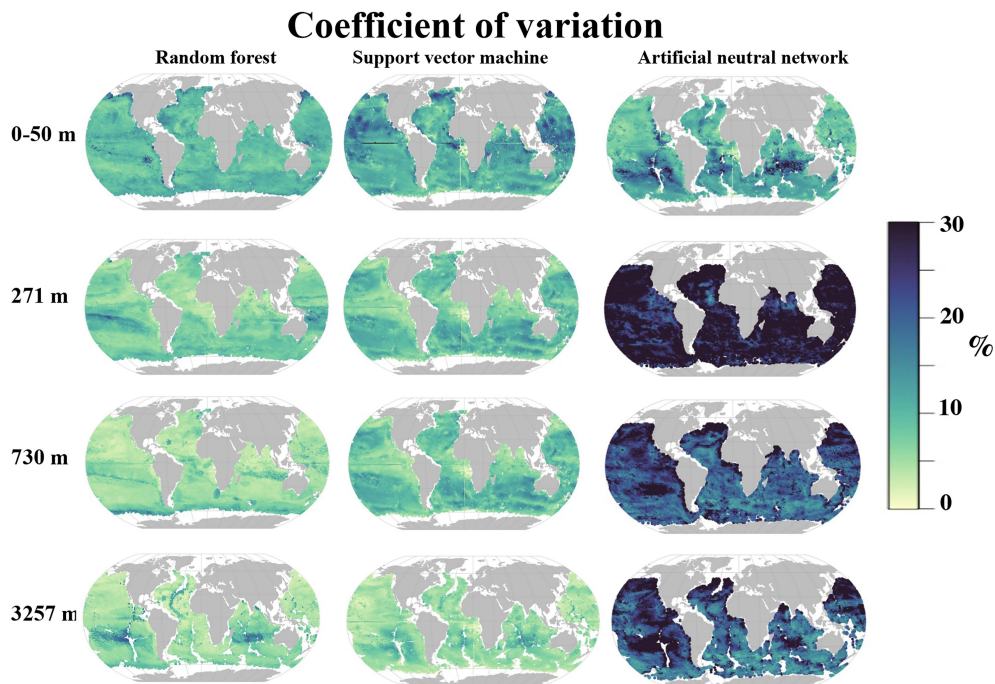 Coefficient of variation
Random forest
Support vector machine
Artificial neutral network
0-50 m
271 m
730 m
3257 m
30
20
10
0
%